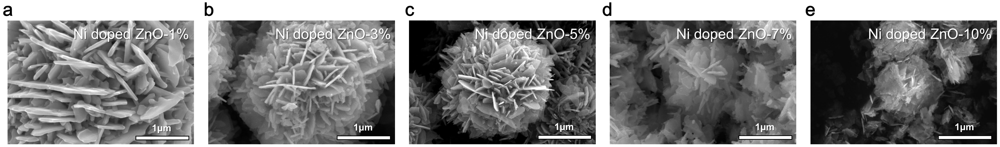 a
Ni doped ZnO-1%
1μm
b
Ni doped ZnO-3%
1μm
c
Ni doped ZnO-5%
1μm
d
Ni doped ZnO-7%
1μm
e
Ni doped ZnO-10%
1μm